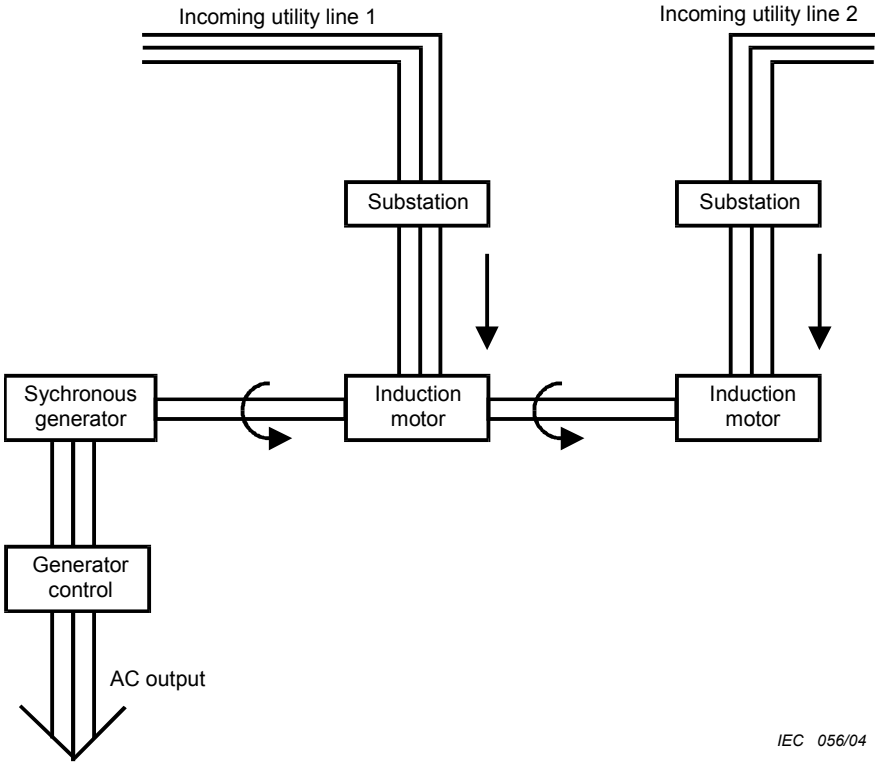 Incoming utility line 1
Incoming utility line 2
Substation
Substation
Sychronous
generator
Induction
motor
Induction
motor
Generator
control
AC output
IEC 056/04